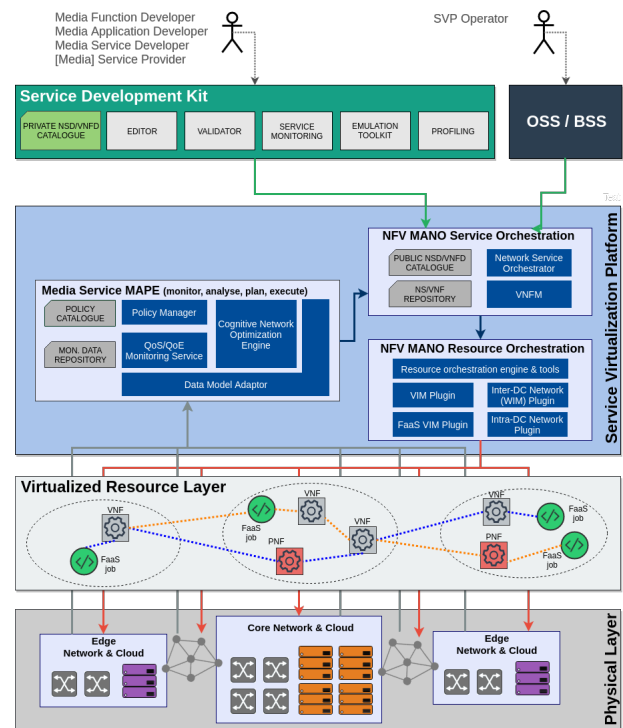 Media Function Developer
Media Application Developer
Media Service Developer
[Media] Service Provider
SVP Operator
Service Development Kit
PRIVATE NSD/VNFD
CATALOGUE
EDITOR
VALIDATOR
SERVICE
MONITORING
EMULATION
TOOLKIT
PROFILING
OSS / BSS
Service Virtualization Platform
NFV MANO Service Orchestration
PUBLIC NSD/VNFD
CATALOGUE
Network Service
Orchestrator
NS/VNF
REPOSITORY
VNFM
Media Service MAPE (monitor, analyse, plan, execute)
POLICY
CATALOGUE
Policy Manager
Cognitive Network
Optimization
Engine
MON. DATA
REPOSITORY
QoS/QoE
Monitoring Service
Data Model Adaptor
NFV MANO Resource Orchestration
Resource orchestration engine & tools
VIM Plugin
Inter-DC Network
(WIM) Plugin
FaaS VIM Plugin
Intra-DC Network
Plugin
Virtualized Resource Layer
VNF
FaaS
job
FaaS
job
VNF
PNF
VNF
VNF
FaaS
job
PNF
FaaS
job
Physical Layer
Edge
Network & Cloud
Core Network & Cloud
Edge
Network & Cloud